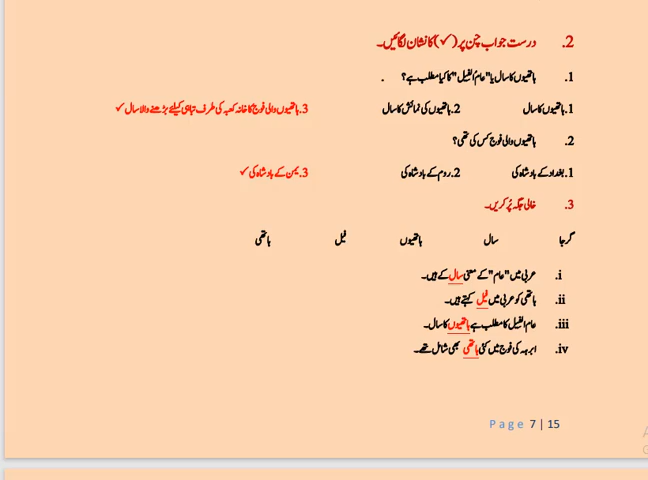 2. درست جواب چن پر (✓) کا نشان لگائیں۔
1. ہاتھیوں کا سال یا "عام الفیل" کا کیا مطلب ہے؟ .
1. ہاتھیوں کا سال 2. ہاتھیوں کی نمائش کا سال 3. ہاتھیوں والی فوج کا خانہ کعبہ کی طرف تباہی کیلئے بڑھنے والا سال ✓
2. ہاتھیوں والی فوج کس کی تھی؟
1. بغداد کے بادشاہ کی 2. روم کے بادشاہ کی 3. یمن کے بادشاہ کی ✓
3. خالی جگہ پُر کریں۔
گرجا سال ہاتھیوں فیل ہاتھی
i. عربی میں "عام" کے معنی سال کے ہیں۔
ii. ہاتھی کو عربی میں فیل کہتے ہیں۔
iii. عام الفیل کا مطلب ہے ہاتھیوں کا سال۔
iv. ابرہہ کی فوج میں کئی ہاتھی بھی شامل تھے۔
Page 7 | 15